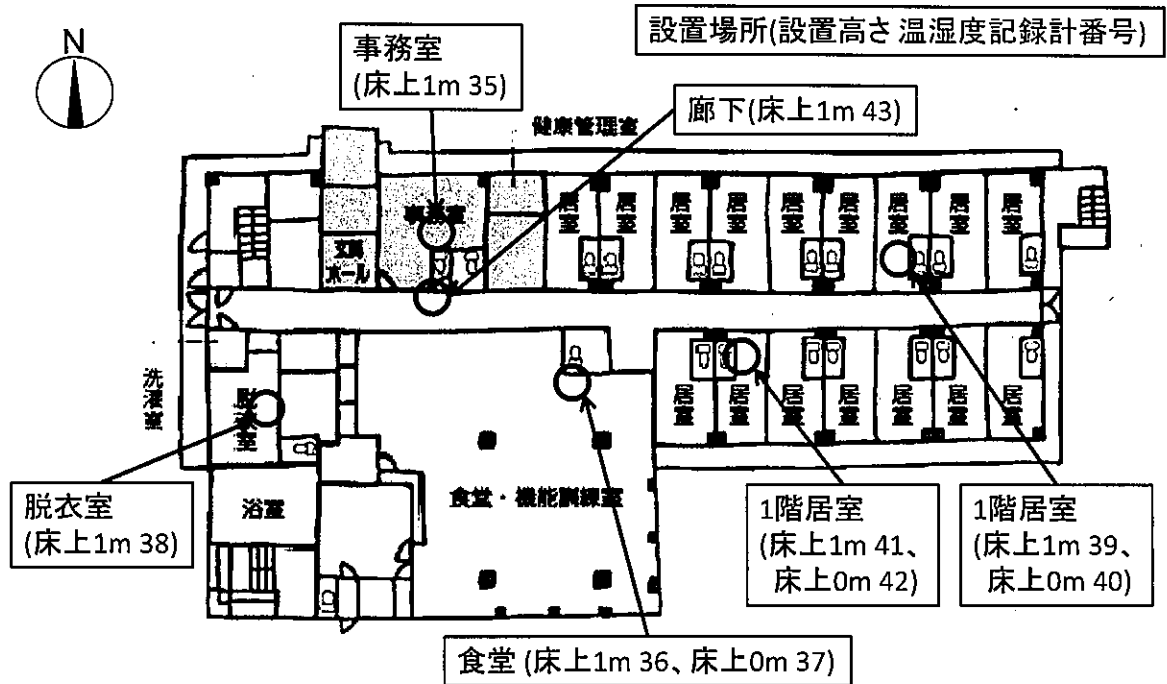 設置場所(設置高さ 温湿度記録計番号)
N
事務室
(床上1m 35)
廊下(床上1m 43)
健康管理室
居室
居室
居室
居室
居室
居室
居室
居室
居室
事務室
玄関
ホール
洗濯室
脱衣室
居室
居室
居室
居室
居室
居室
居室
浴室
食堂・機能訓練室
脱衣室
(床上1m 38)
1階居室
(床上1m 41、
床上0m 42)
1階居室
(床上1m 39、
床上0m 40)
食堂 (床上1m 36、床上0m 37)